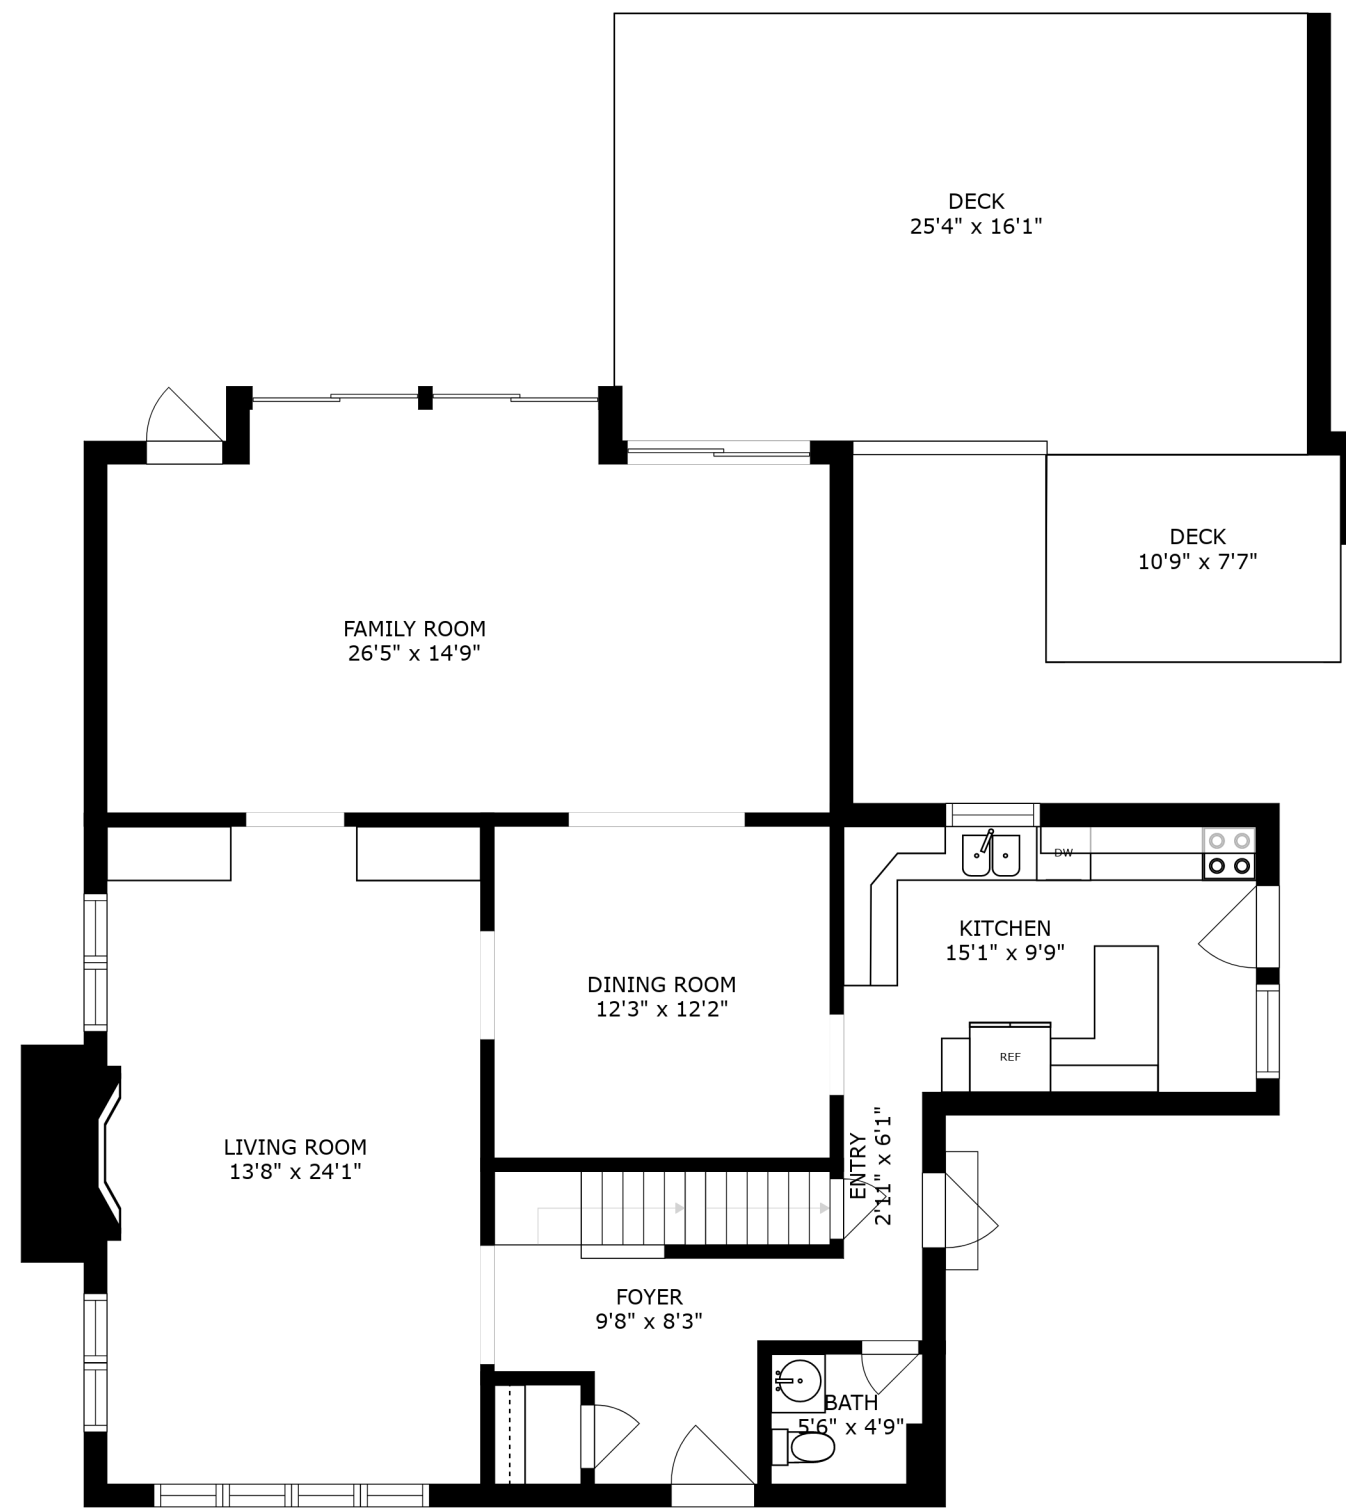 DECK
25'4" x 16'1"
DECK
10'9" x 7'7"
FAMILY ROOM
26'5" x 14'9"
DW
KITCHEN
15'1" x 9'9"
DINING ROOM
12'3" x 12'2"
REF
LIVING ROOM
13'8" x 24'1"
ENTRY
2'11" x 6'1"
FOYER
9'8" x 8'3"
BATH
5'6" x 4'9"